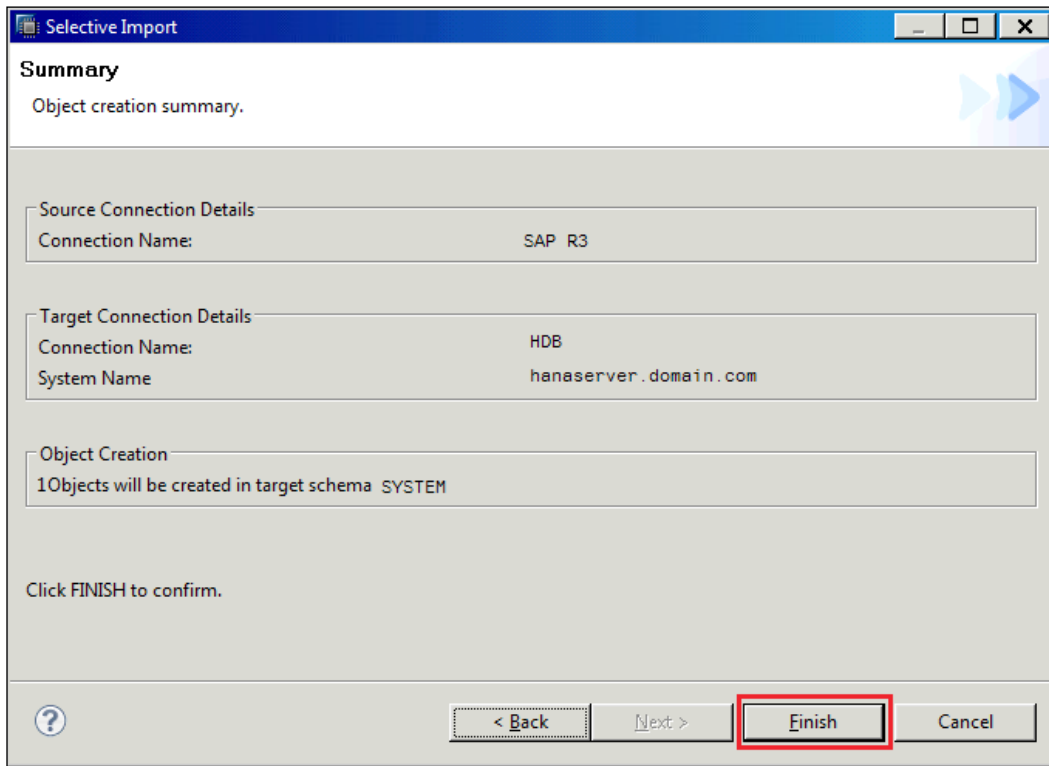 Selective Import
Summary
Object creation summary.
Source Connection Details
Connection Name: SAP R3
Target Connection Details
Connection Name: HDB
System Name hanaserver.domain.com
Object Creation
1Objects will be created in target schema SYSTEM
Click FINISH to confirm.
? < Back Next > Finish Cancel